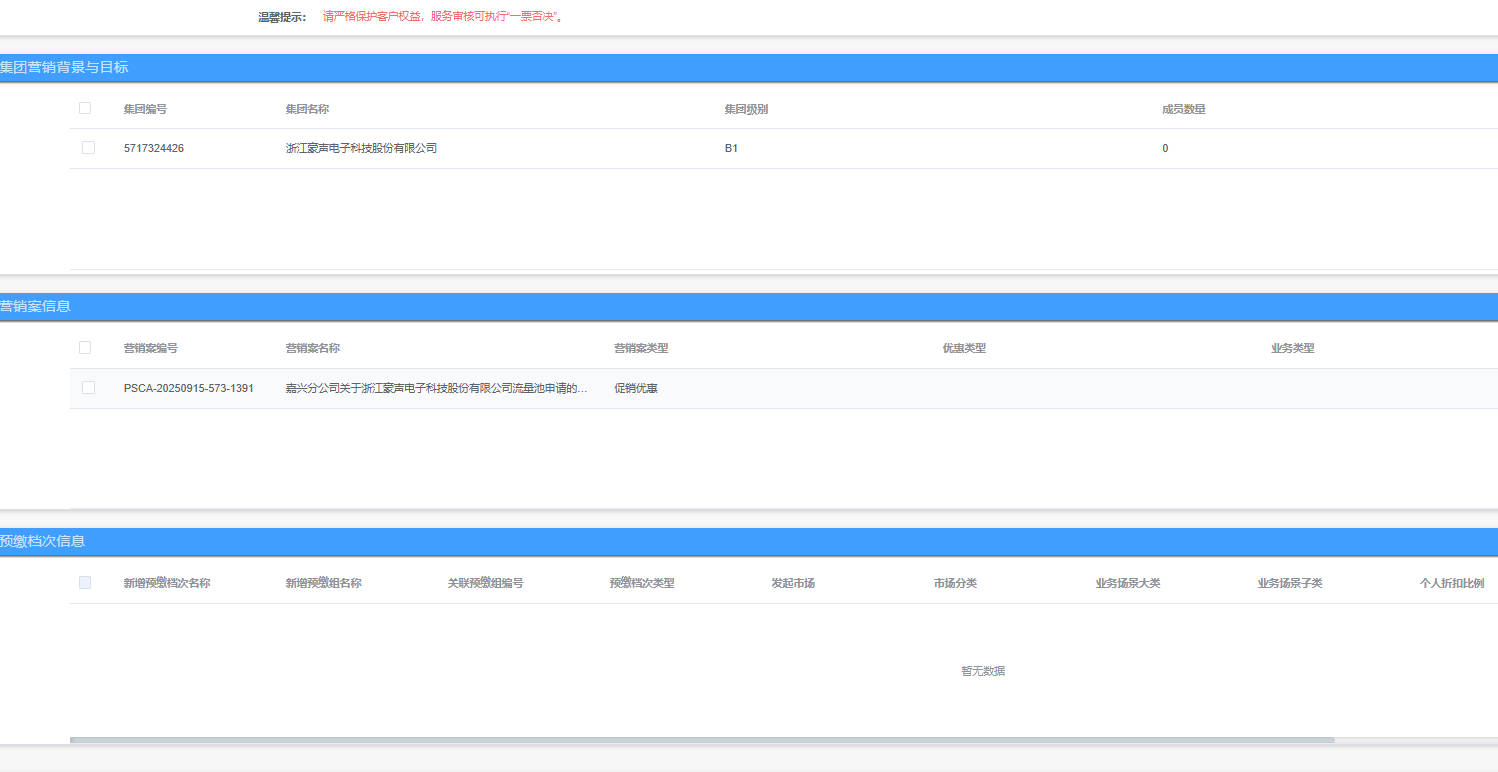 温馨提示： 请严格保护客户权益，服务审核可执行“一票否决”。
集团营销背景与目标
集团编号 集团名称 集团级别 成员数量
5717324426 浙江豪声电子科技股份有限公司 B1 0
营销案信息
营销案编号 营销案名称 营销案类型 优惠类型 业务类型
PSCA-20250915-573-1391 嘉兴分公司关于浙江豪声电子科技股份有限公司流量池申请的... 促销优惠
预缴档次信息
新增预缴档次名称 新增预缴组名称 关联预缴组编号 预缴档次类型 发起市场 市场分类 业务场景大类 业务场景子类 个人折扣比例
暂无数据